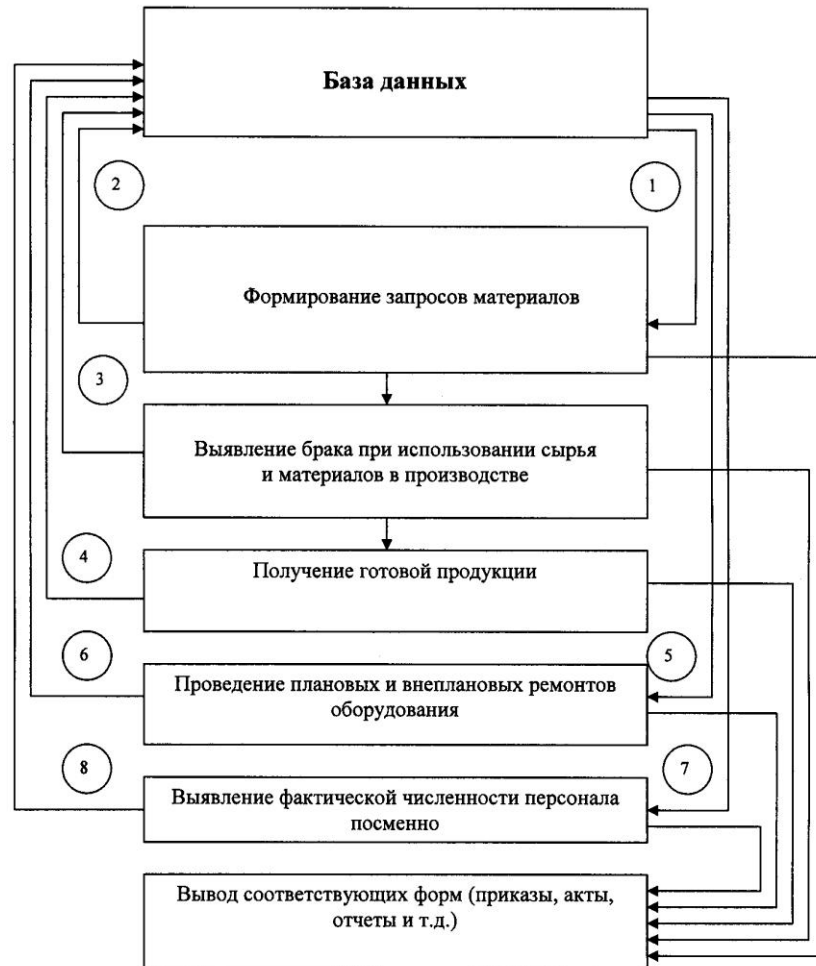 База данных
2
1
Формирование запросов материалов
3
Выявление брака при использовании сырья
и материалов в производстве
4
Получение готовой продукции
6
5
Проведение плановых и внеплановых ремонтов
оборудования
8
7
Выявление фактической численности персонала
посменно
Вывод соответствующих форм (приказы, акты,
отчеты и т.д.)